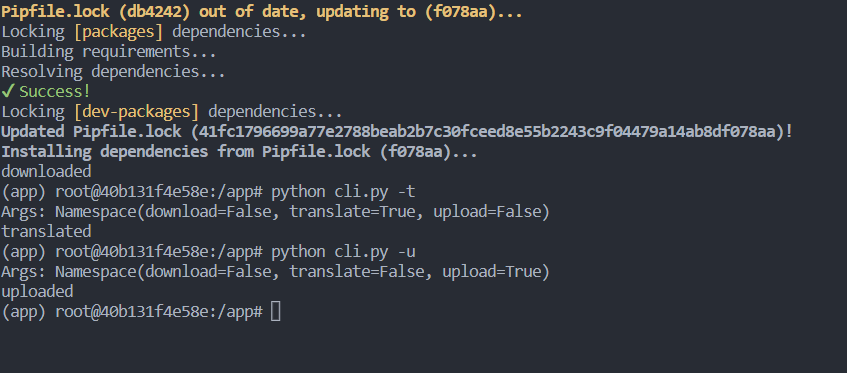 Pipfile.lock (db4242) out of date, updating to (f078aa)...
Locking [packages] dependencies...
Building requirements...
Resolving dependencies...
✔ Success!
Locking [dev-packages] dependencies...
Updated Pipfile.lock (41fc1796699a77e2788beab2b7c30fceed8e55b2243c9f04479a14ab8df078aa)!
Installing dependencies from Pipfile.lock (f078aa)...
downloaded
(app) root@40b131f4e58e:/app# python cli.py -t
Args: Namespace(download=False, translate=True, upload=False)
translated
(app) root@40b131f4e58e:/app# python cli.py -u
Args: Namespace(download=False, translate=False, upload=True)
uploaded
(app) root@40b131f4e58e:/app#